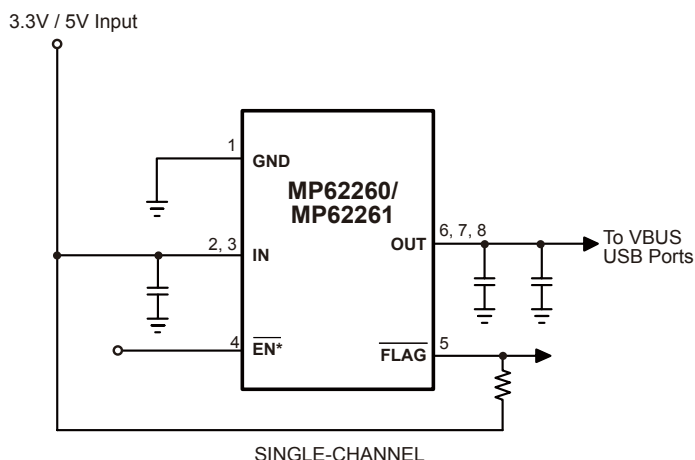 3.3V / 5V Input
1
GND
MP62260/
MP62261
2, 3
IN
OUT
6, 7, 8
To VBUS
USB Ports
4
EN*
FLAG
5
SINGLE-CHANNEL